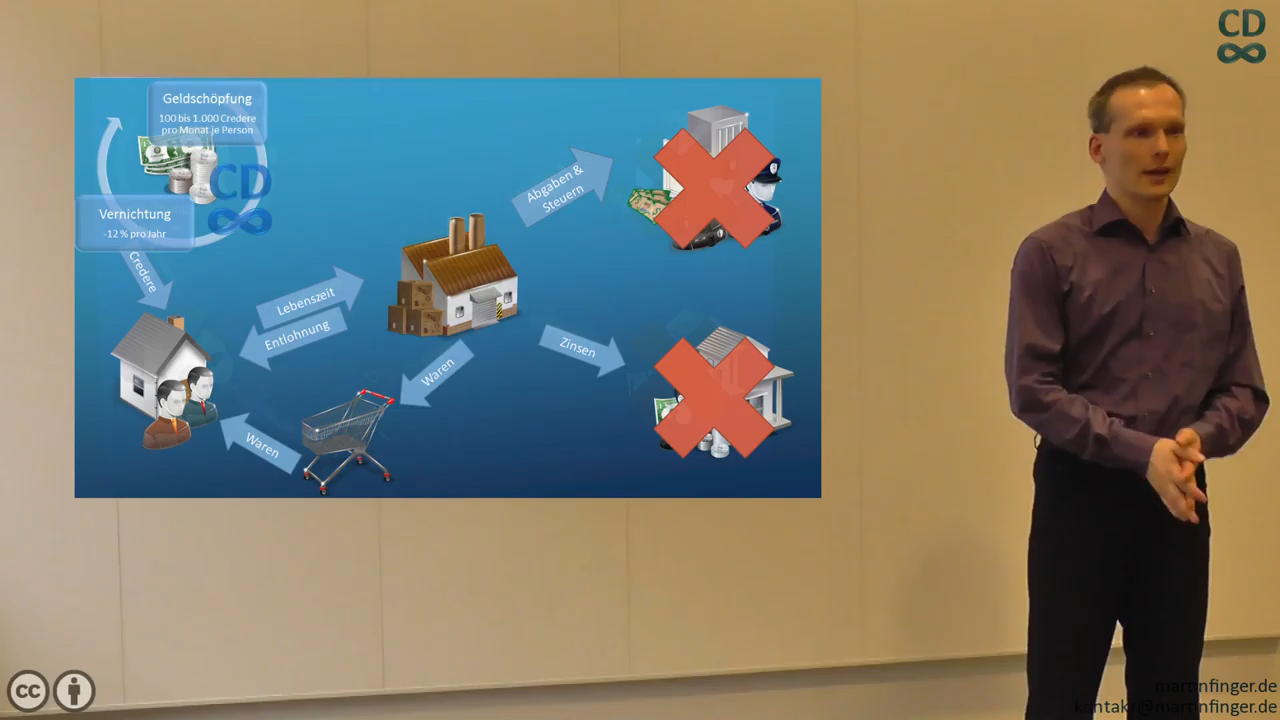 CD
Geldschöpfung
100 bis 1.000 Credere
pro Monat je Person
CD
Vernichtung
-12 % pro Jahr
Credere
Abgaben &
Steuern
Lebenszeit
Entlohnung
Zinsen
Waren
Waren
cc
martinfinger.de
kontakt@martinfinger.de